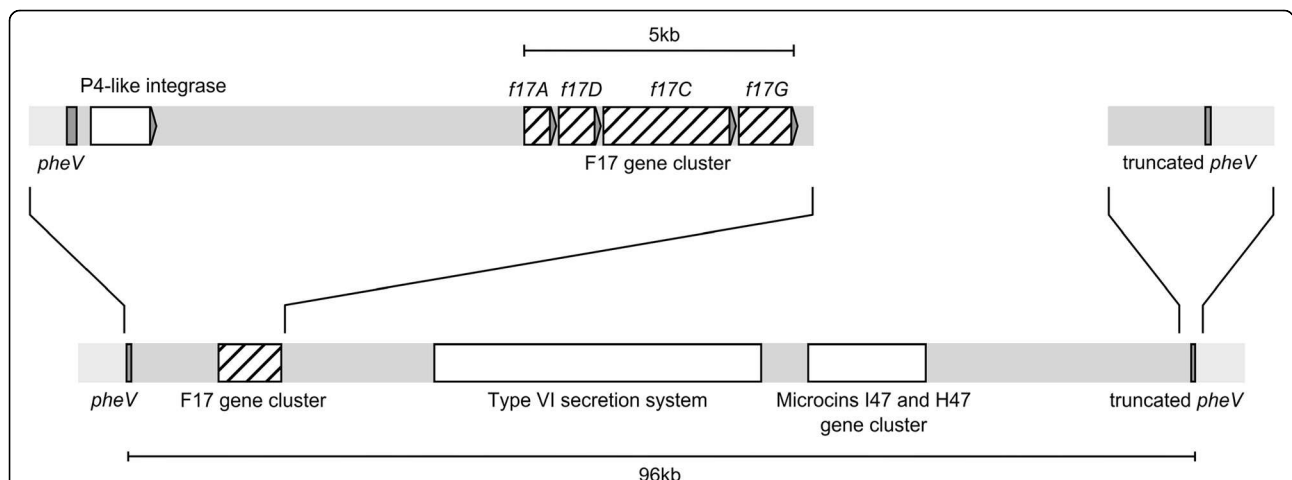 5kb
P4-like integrase
f17A f17D f17C f17G
pheV
F17 gene cluster
truncated pheV
pheV
F17 gene cluster
Type VI secretion system
Microcins I47 and H47
gene cluster
truncated pheV
96kb